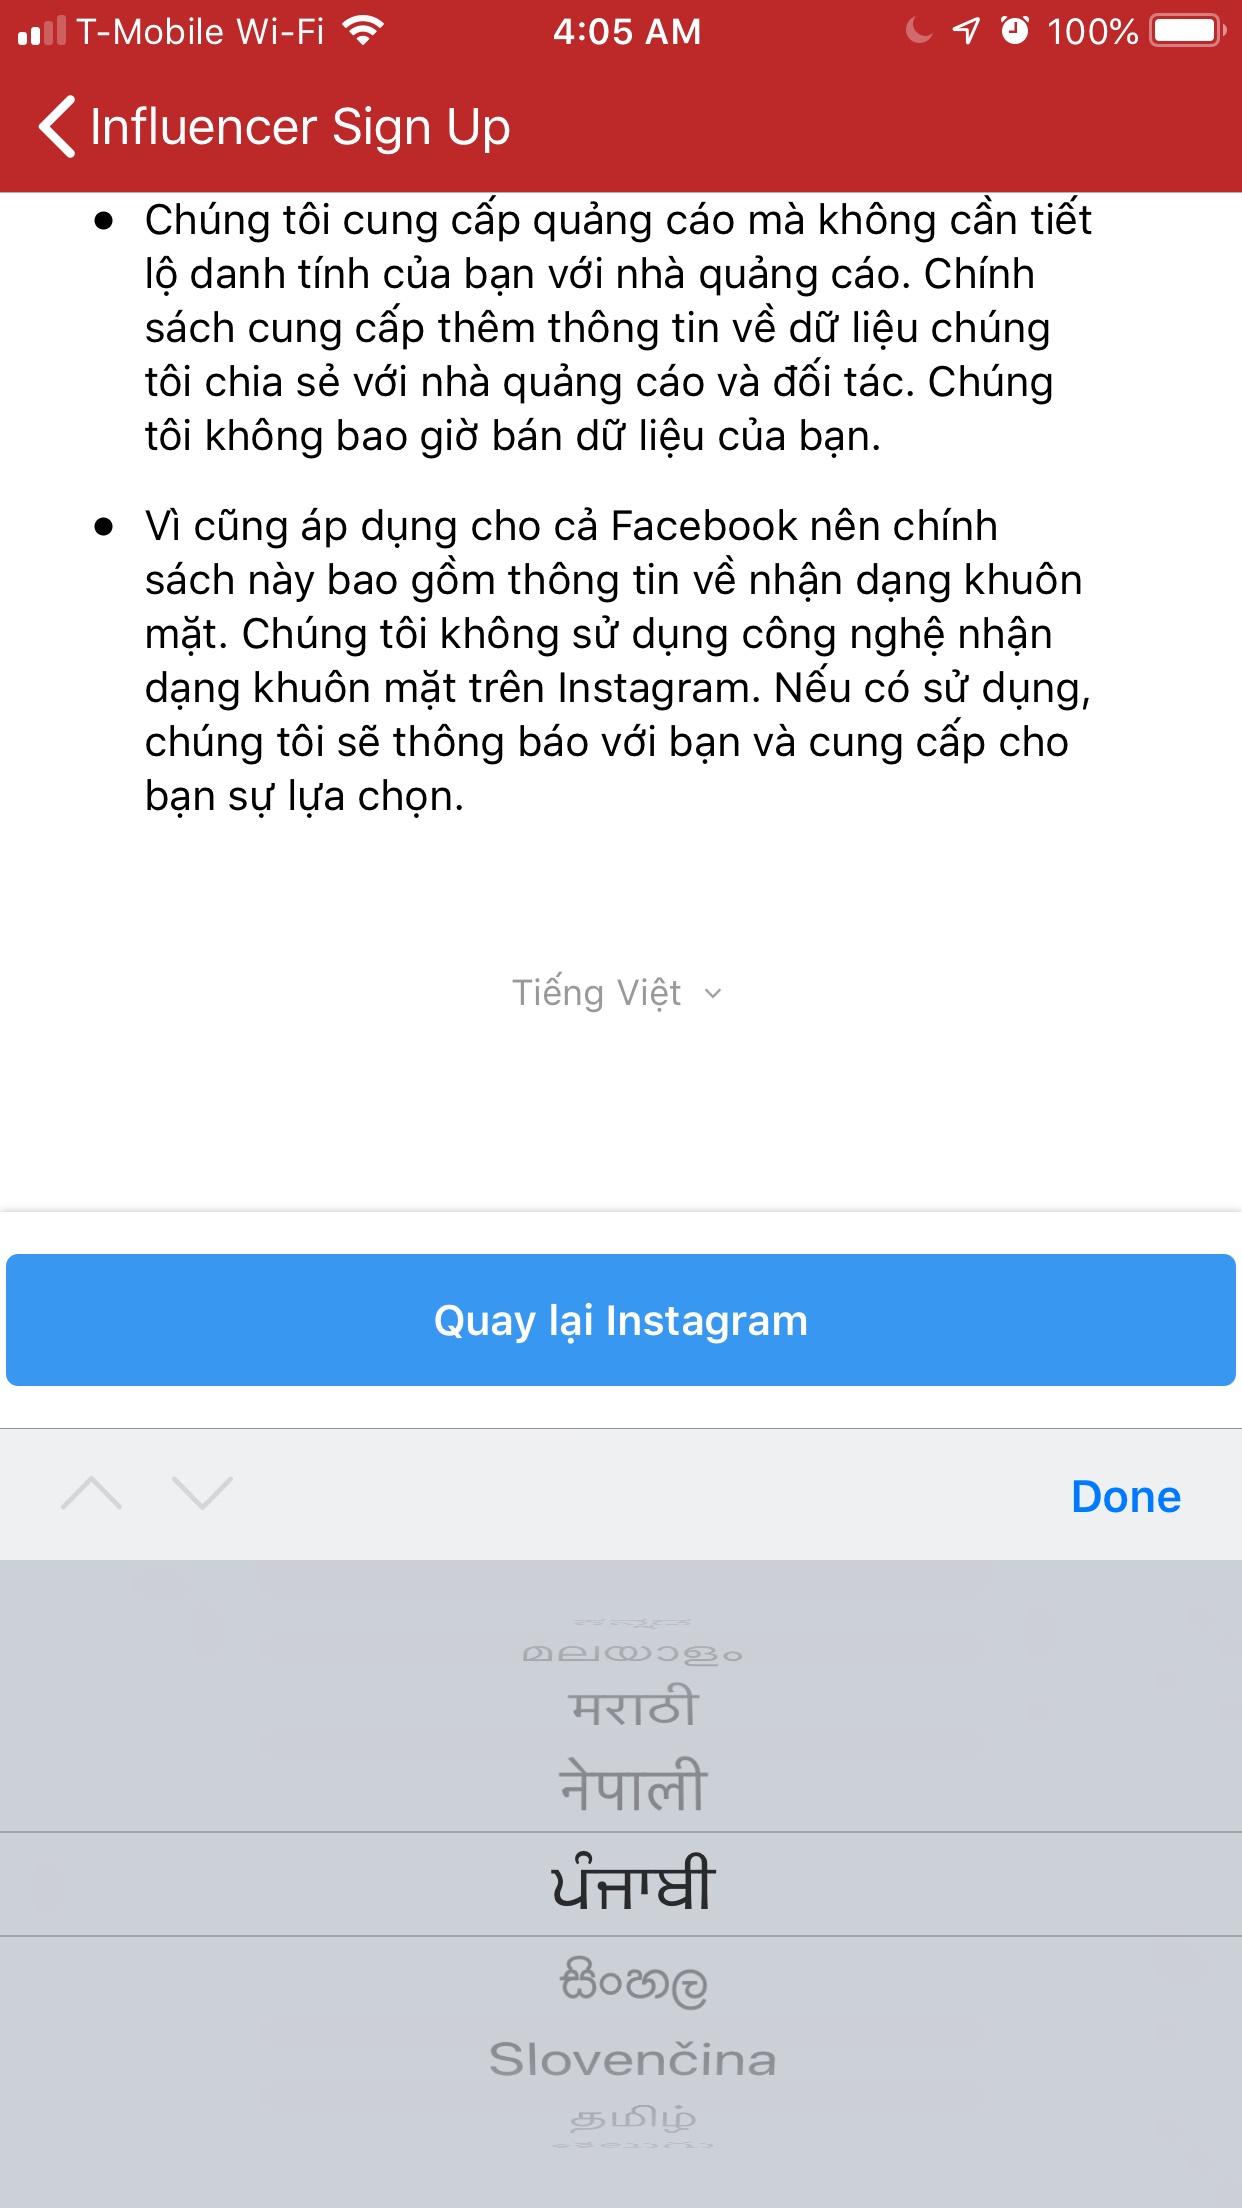 T-Mobile Wi-Fi 4:05 AM 100%
Influencer Sign Up
• Chúng tôi cung cấp quảng cáo mà không cần tiết
lộ danh tính của bạn với nhà quảng cáo. Chính
sách cung cấp thêm thông tin về dữ liệu chúng
tôi chia sẻ với nhà quảng cáo và đối tác. Chúng
tôi không bao giờ bán dữ liệu của bạn.
• Vì cũng áp dụng cho cả Facebook nên chính
sách này bao gồm thông tin về nhận dạng khuôn
mặt. Chúng tôi không sử dụng công nghệ nhận
dạng khuôn mặt trên Instagram. Nếu có sử dụng,
chúng tôi sẽ thông báo với bạn và cung cấp cho
bạn sự lựa chọn.
Tiếng Việt
Quay lại Instagram
Done
മലയാളം
मराठी
नेपाली
ਪੰਜਾਬੀ
සිංහල
Slovenčina
தமிழ்